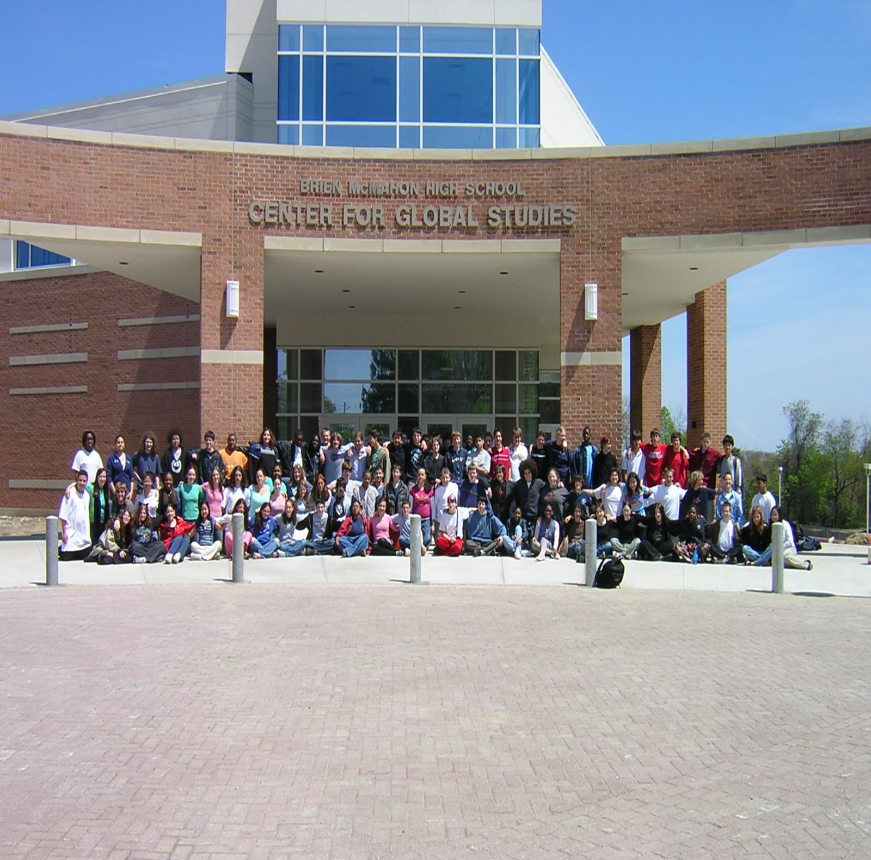 BRIEN McMAHON HIGH SCHOOL
CENTER FOR GLOBAL STUDIES